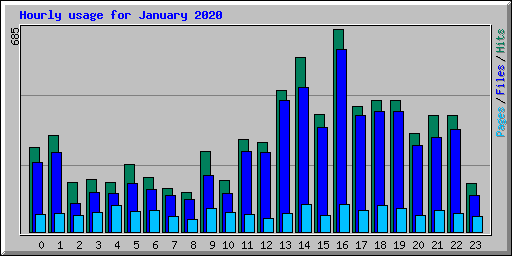 Hourly usage for January 2020
685
Pages / Files / Hits
0 1 2 3 4 5 6 7 8 9 10 11 12 13 14 15 16 17 18 19 20 21 22 23